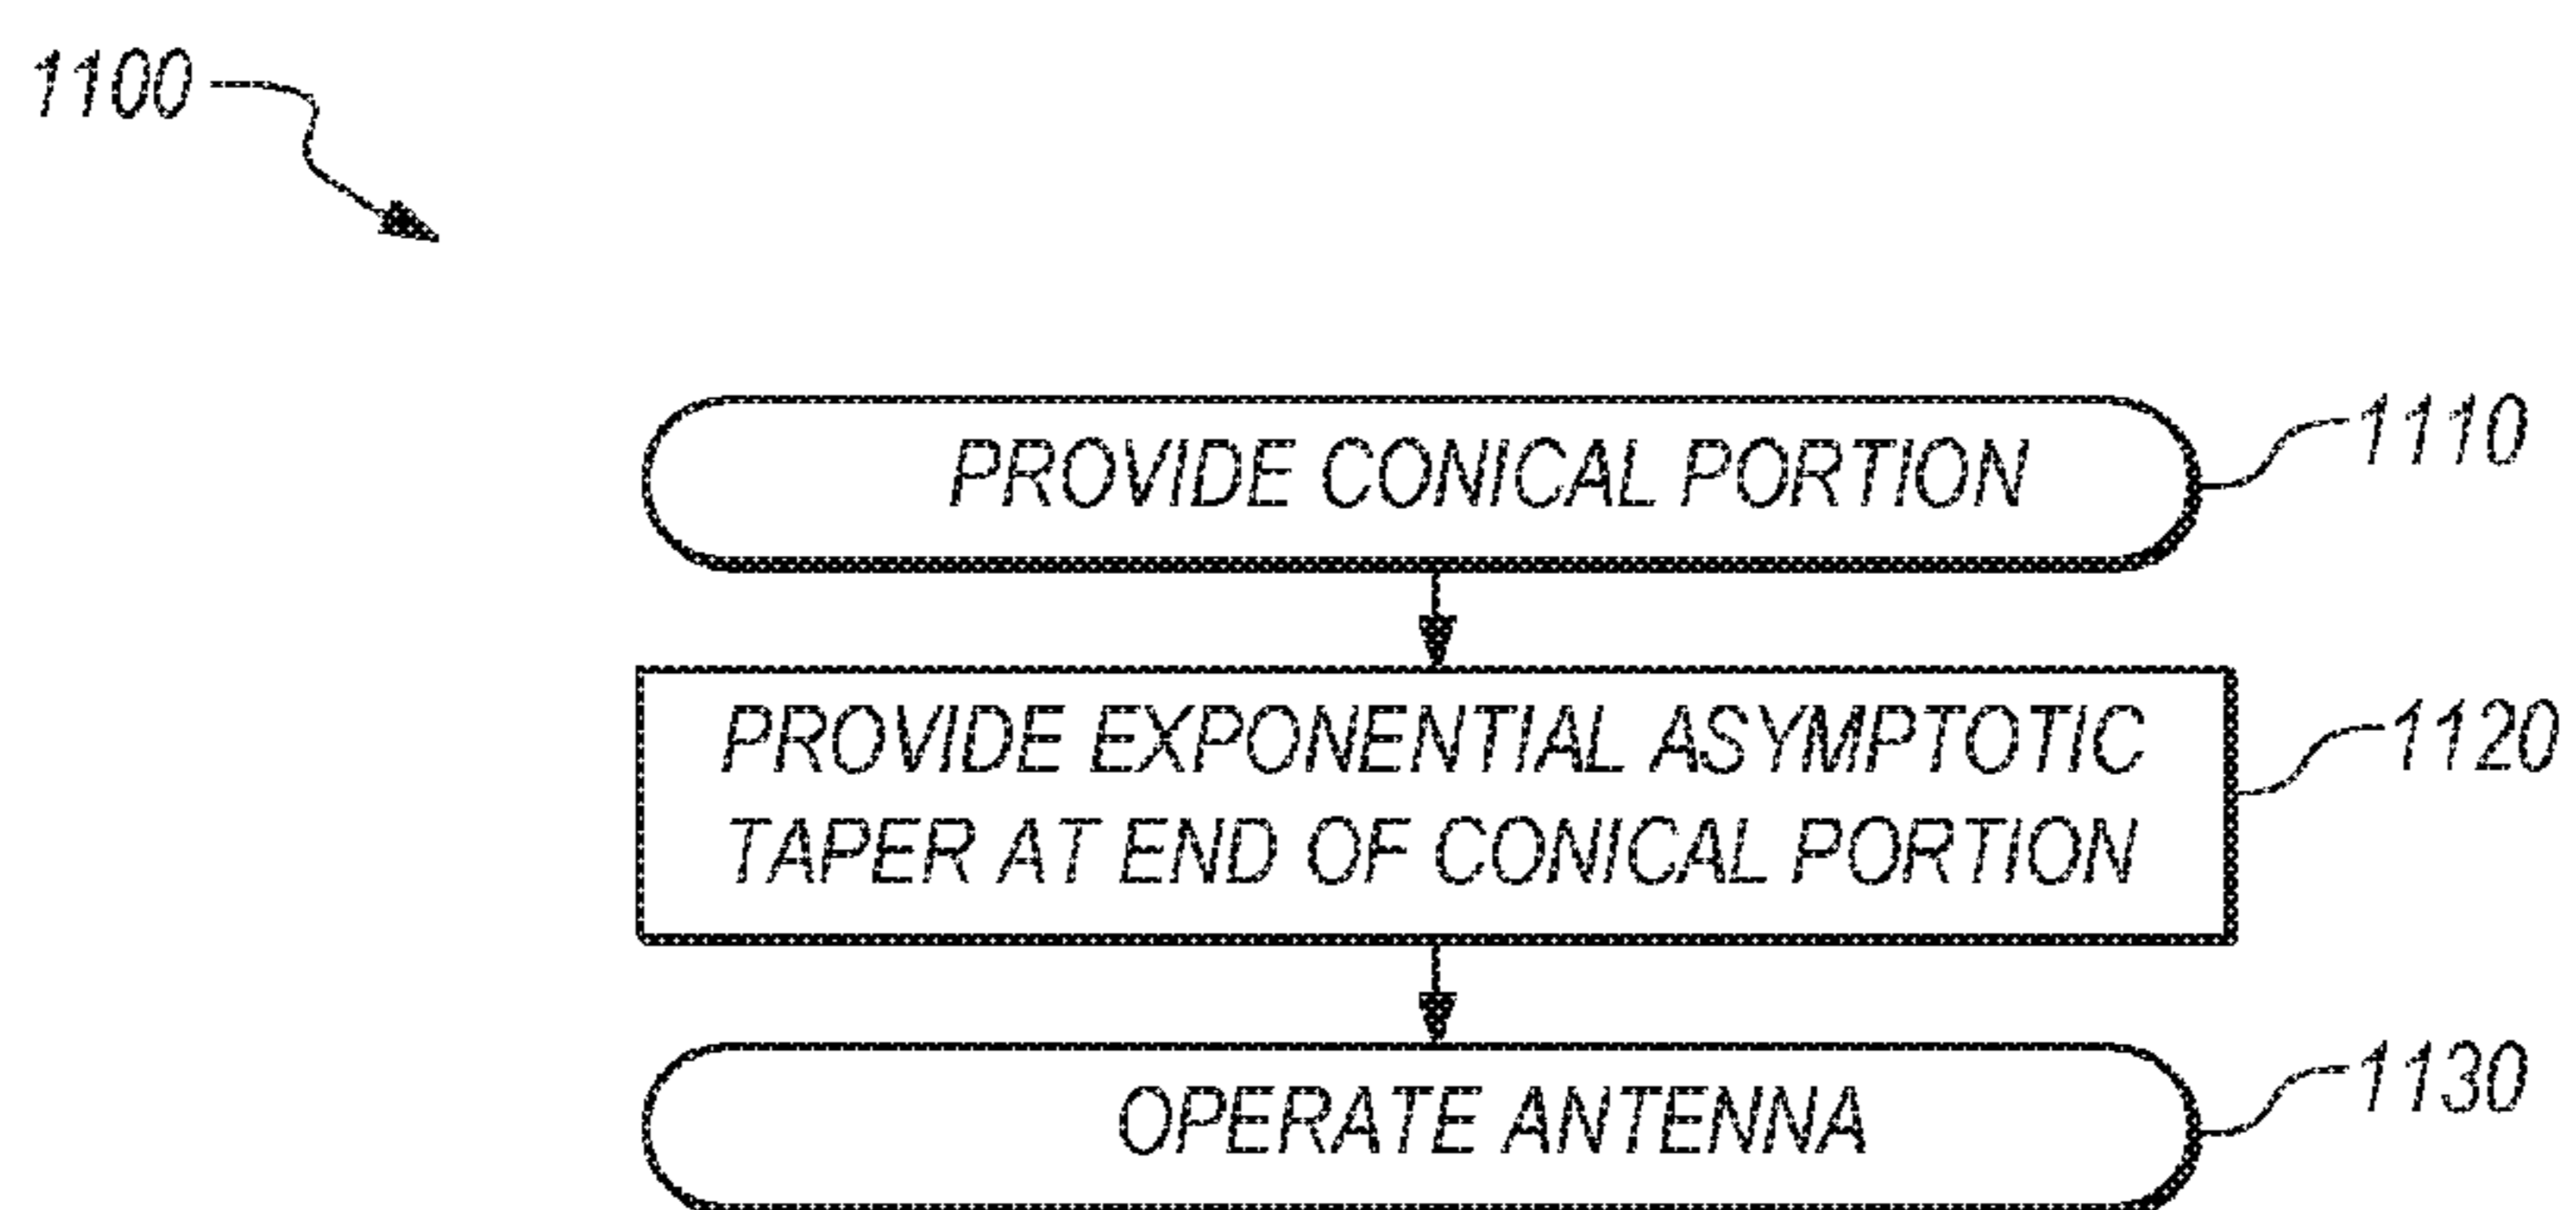 1100
PROVIDE CONICAL PORTION
1110
PROVIDE EXPONENTIAL ASYMPTOTIC
TAPER AT END OF CONICAL PORTION
1120
OPERATE ANTENNA
1130